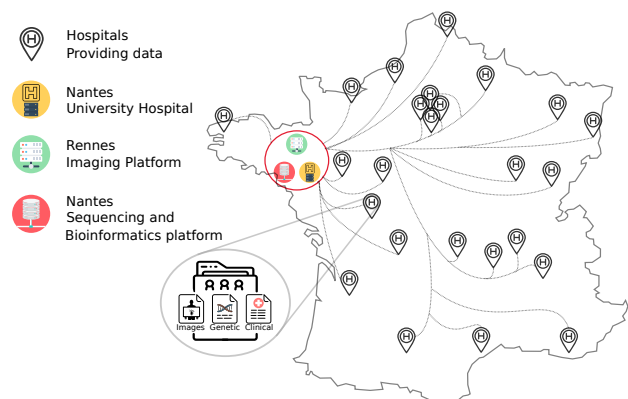 Hospitals
Providing data
Nantes
University Hospital
Rennes
Imaging Platform
Nantes
Sequencing and
Bioinformatics platform
Images Genetic Clinical